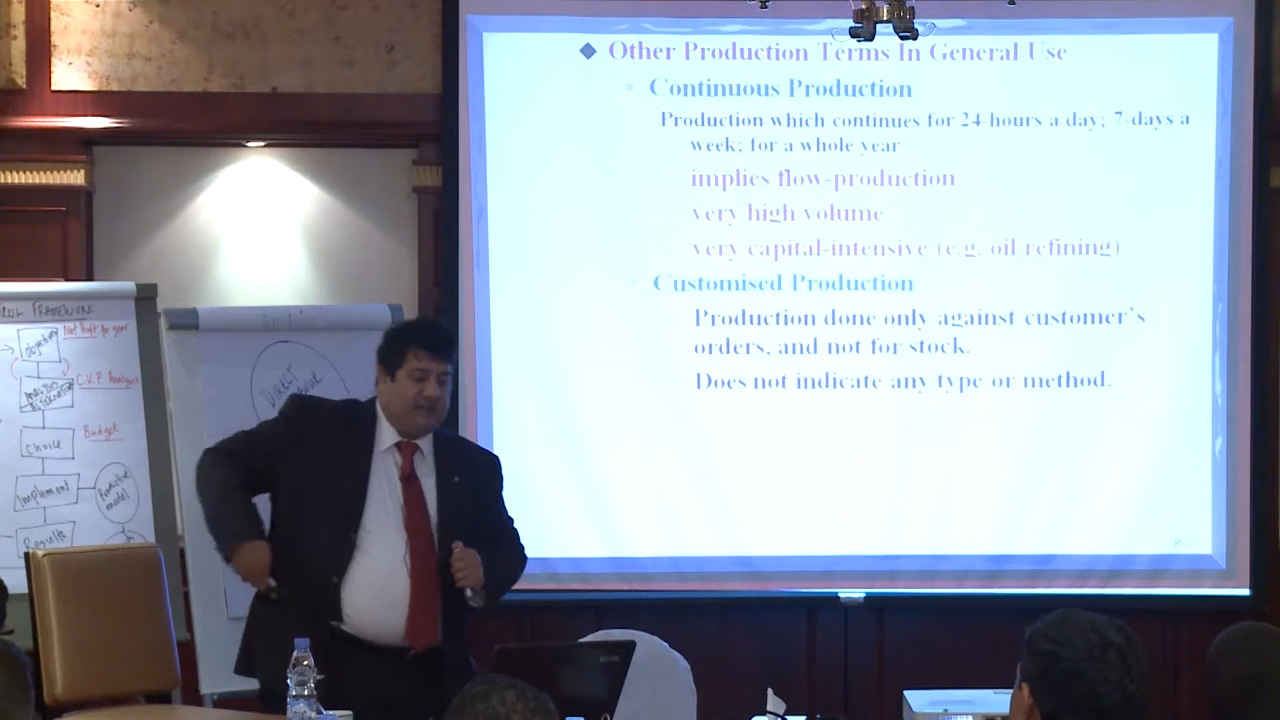 Other Production Terms In General Use
Continuous Production
Production which continues for 24-hours a day; 7-days a
week; for a whole year
implies flow-production
very high volume
very capital-intensive (e.g. oil refining)
Customised Production
Production done only against customer's
orders, and not for stock.
Does not indicate any type or method.
FRAMEWORK
Objective
Net Profit for year
C.V.P. Analysis
Choice
Budget
Implement
Predictive
model
Results
DIRECT